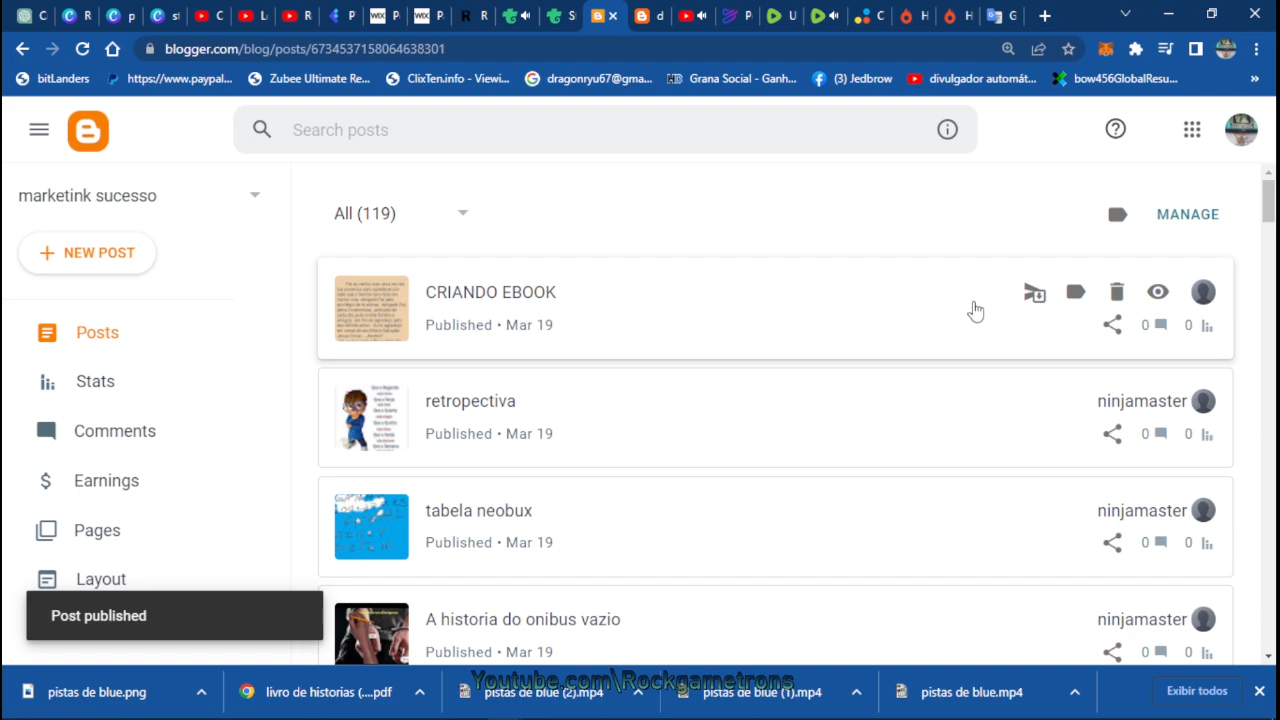 C
R
C
p
C
st
C
Le
R
P
WIX
P
WIX
P.
R
R
S
d
P
U
C
H
H
G
blogger.com/blog/posts/6734537158064638301
bitLanders
https://www.paypal...
Zubee Ultimate Re...
ClixTen.info - Viewi...
dragonryu67@gma...
Grana Social - Ganh...
(3) Jedbrow
divulgador automát...
bow456GlobalResu...
Search posts
marketink sucesso
NEW POST
Posts
Stats
Comments
Earnings
Pages
Layout
Post published
All (119)
MANAGE
CRIANDO EBOOK
Published • Mar 19
0
0
retropectiva
ninjamaster
Published • Mar 19
0
0
tabela neobux
ninjamaster
Published • Mar 19
0
0
A historia do onibus vazio
ninjamaster
Published • Mar 19
0
0
pistas de blue.png
livro de historias (....pdf
pistas de blue (2).mp4
pistas de blue (1).mp4
pistas de blue.mp4
Exibir todos
Youtube.com\Rockgametrons